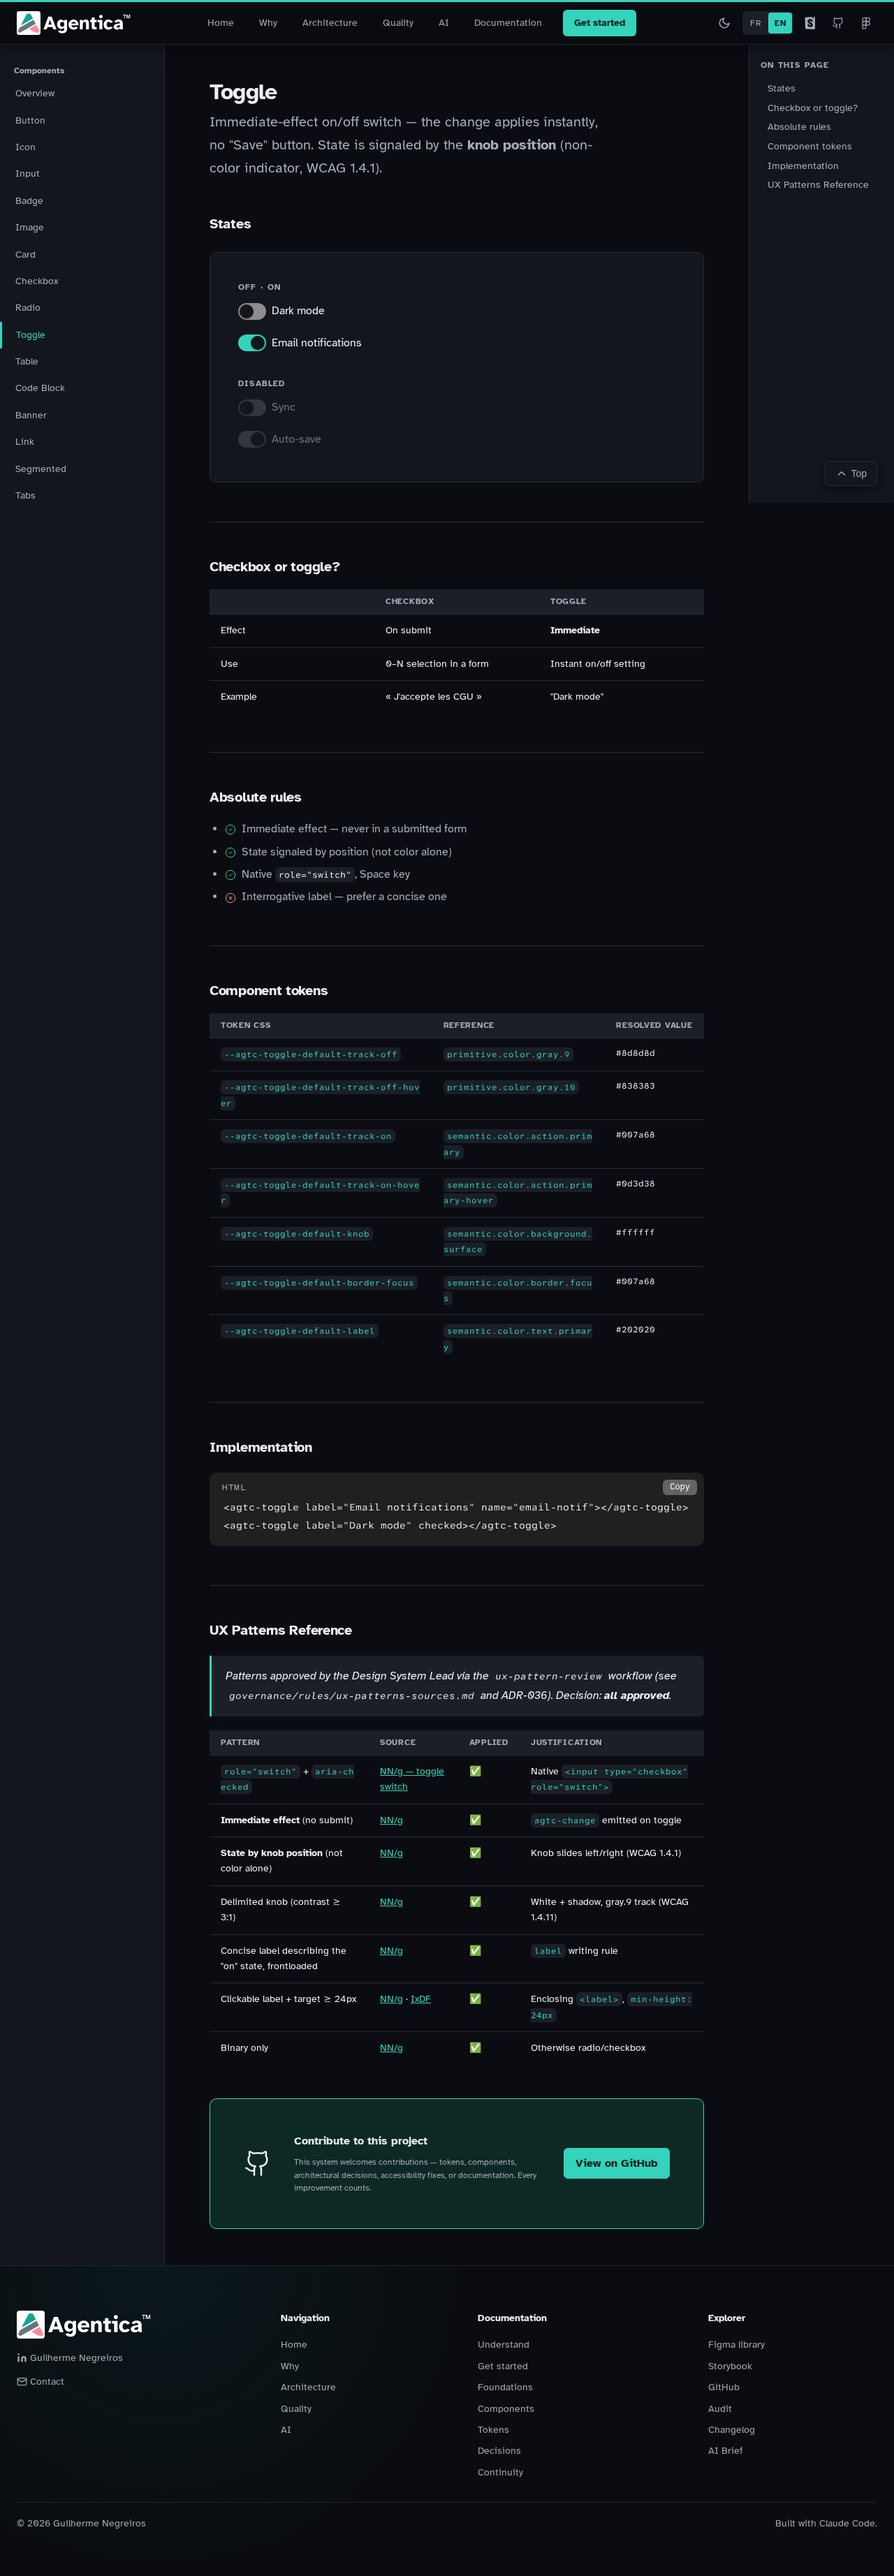 Agentica™
Home
Why
Architecture
Quality
AI
Documentation
Get started
FR
EN
Components
Overview
Button
Icon
Input
Badge
Image
Card
Checkbox
Radio
Toggle
Table
Code Block
Banner
Link
Segmented
Tabs
Toggle
Immediate-effect on/off switch — the change applies instantly,
no "Save" button. State is signaled by the knob position (non-
color indicator, WCAG 1.4.1).
ON THIS PAGE
States
Checkbox or toggle?
Absolute rules
Component tokens
Implementation
UX Patterns Reference
Top
States
OFF · ON
Dark mode
Email notifications
DISABLED
Sync
Auto-save
Checkbox or toggle?
CHECKBOX TOGGLE
Effect On submit Immediate
Use 0–N selection in a form Instant on/off setting
Example « J'accepte les CGU » "Dark mode"
Absolute rules
Immediate effect — never in a submitted form
State signaled by position (not color alone)
Native role="switch", Space key
Interrogative label — prefer a concise one
Component tokens
TOKEN CSS REFERENCE RESOLVED VALUE
--agtc-toggle-default-track-off primitive.color.gray.9 #8d8d8d
--agtc-toggle-default-track-off-hov primitive.color.gray.10 #838383
er
--agtc-toggle-default-track-on semantic.color.action.prim #007a68
ary
--agtc-toggle-default-track-on-hove semantic.color.action.prim #0d3d38
r ary-hover
--agtc-toggle-default-knob semantic.color.background. #ffffff
surface
--agtc-toggle-default-border-focus semantic.color.border.focu #007a68
s
--agtc-toggle-default-label semantic.color.text.primar #202020
y
Implementation
HTML
Copy
<agtc-toggle label="Email notifications" name="email-notif"></agtc-toggle>
<agtc-toggle label="Dark mode" checked></agtc-toggle>
UX Patterns Reference
Patterns approved by the Design System Lead via the ux-pattern-review workflow (see
governance/rules/ux-patterns-sources.md and ADR-036). Decision: all approved.
PATTERN SOURCE APPLIED JUSTIFICATION
role="switch" + aria-ch NN/g — toggle ✅ Native <input type="checkbox"
ecked switch role="switch">
Immediate effect (no submit) NN/g ✅ agtc-change emitted on toggle
State by knob position (not NN/g ✅ Knob slides left/right (WCAG 1.4.1)
color alone)
Delimited knob (contrast ≥ NN/g ✅ White + shadow, gray.9 track (WCAG
3:1) 1.4.11)
Concise label describing the NN/g ✅ label writing rule
"on" state, frontloaded
Clickable label + target ≥ 24px NN/g · IxDF ✅ Enclosing <label>, min-height:
24px
Binary only NN/g ✅ Otherwise radio/checkbox
Contribute to this project
This system welcomes contributions — tokens, components,
architectural decisions, accessibility fixes, or documentation. Every
improvement counts.
View on GitHub
Agentica™
Guilherme Negreiros
Contact
Navigation
Home
Why
Architecture
Quality
AI
Documentation
Understand
Get started
Foundations
Components
Tokens
Decisions
Continuity
Explorer
Figma library
Storybook
GitHub
Audit
Changelog
AI Brief
© 2026 Guilherme Negreiros
Built with Claude Code.